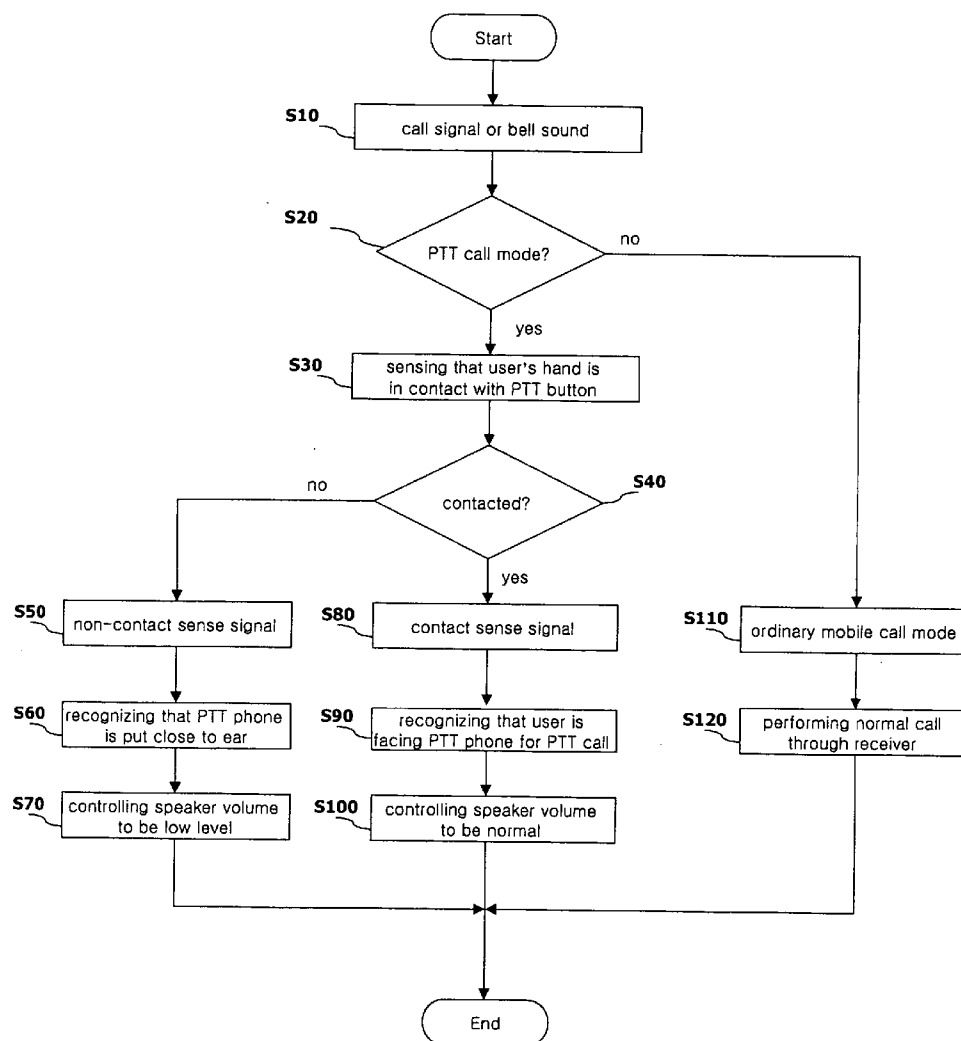 Start
S10
call signal or bell sound
S20
PTT call mode?
no
yes
S30
sensing that user's hand is
in contact with PTT button
no
contacted?
S40
yes
S50
non-contact sense signal
S80
contact sense signal
S110
ordinary mobile call mode
S60
recognizing that PTT phone
is put close to ear
S90
recognizing that user is
facing PTT phone for PTT call
S120
performing normal call
through receiver
S70
controlling speaker volume
to be low level
S100
controlling speaker volume
to be normal
End